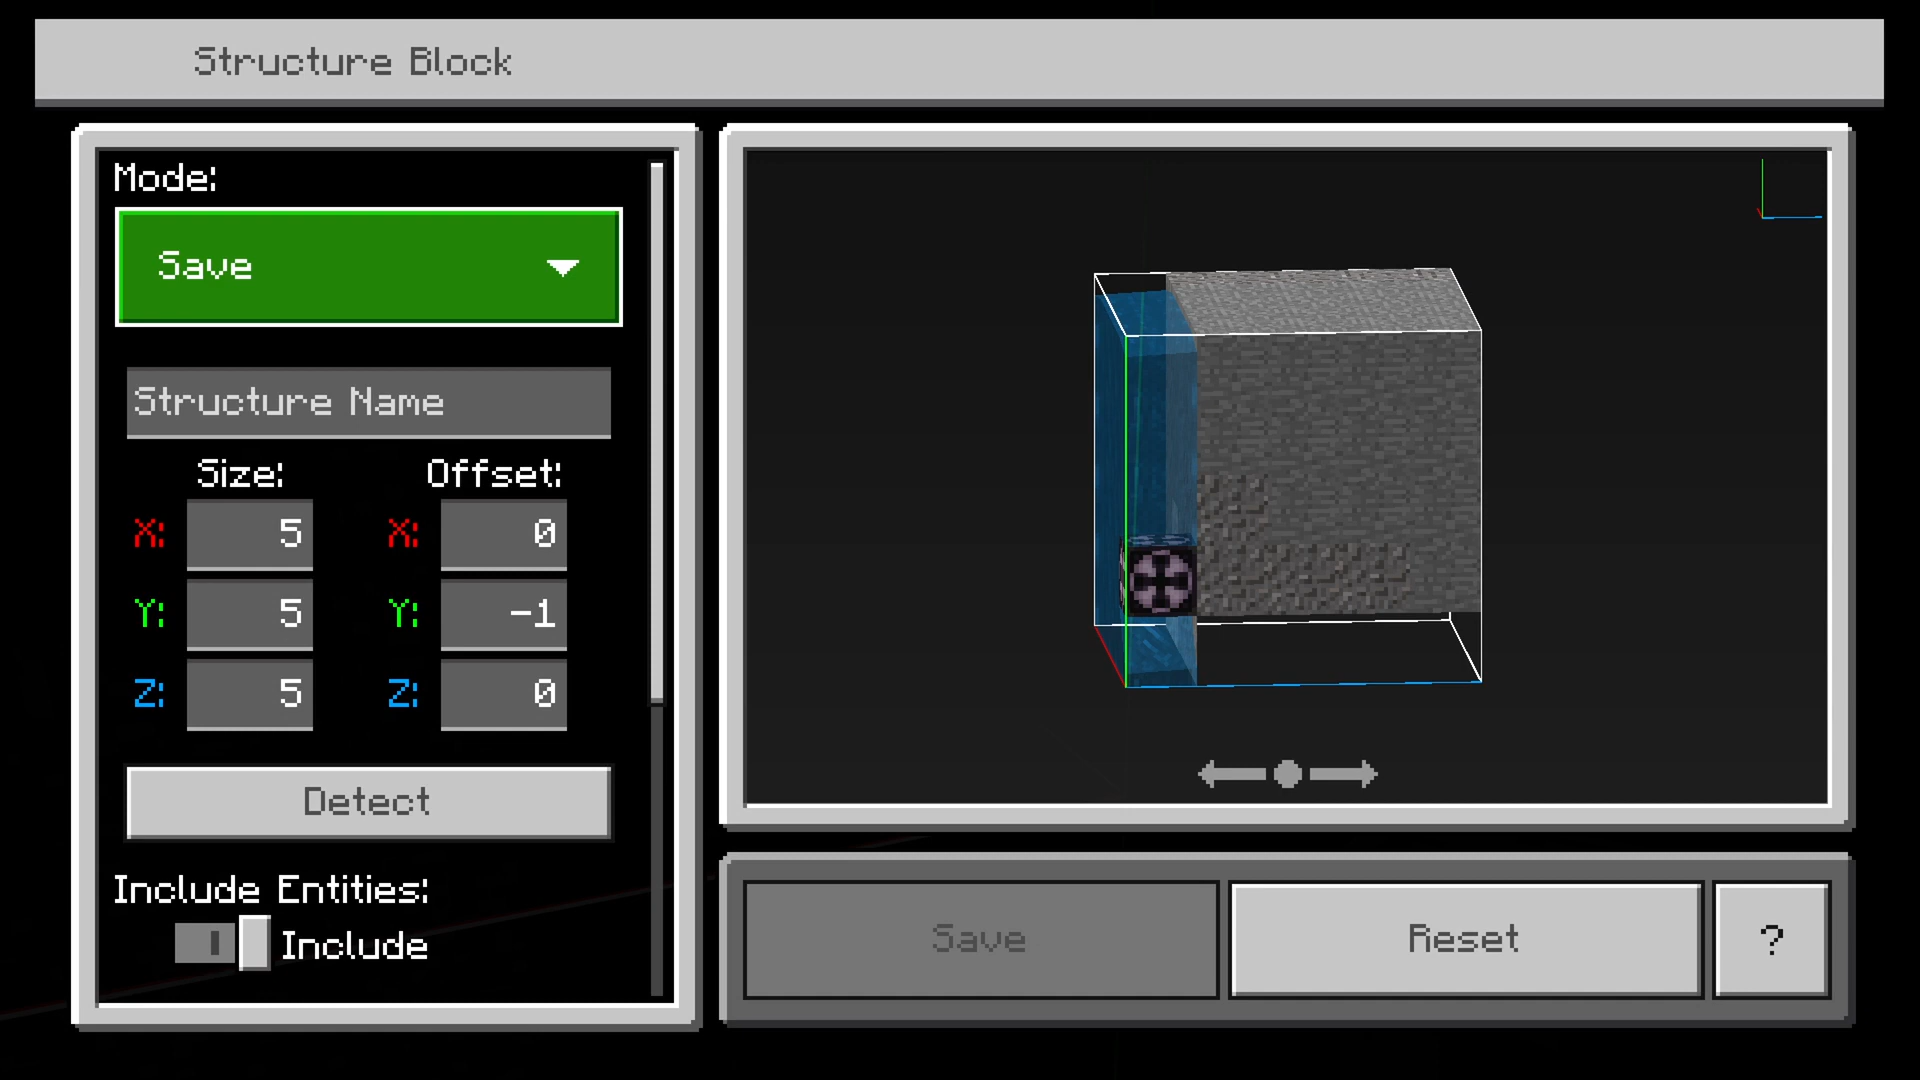 Structure Block
Mode:
Save
Structure Name
Size: Offset:
X: 5 X: 0
Y: 5 Y: -1
Z: 5 Z: 0
Detect
Include Entities:
Include
Save Reset ?